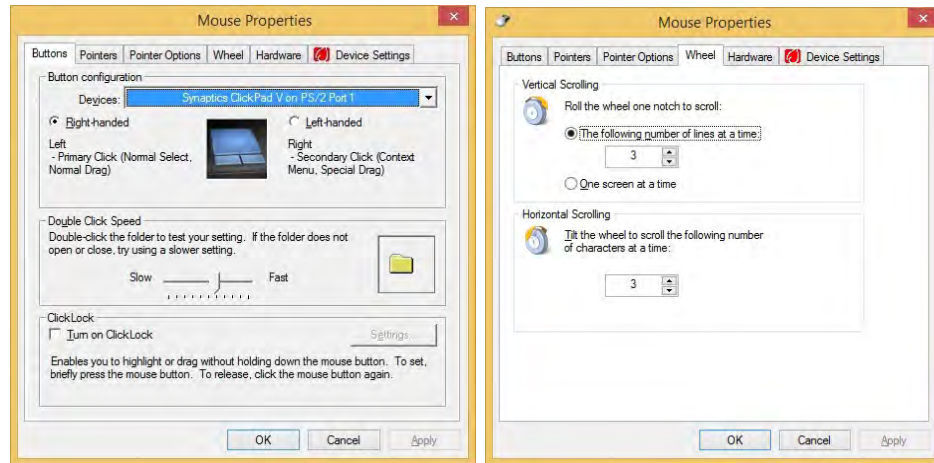 Mouse Properties
Buttons Pointers Pointer Options Wheel Hardware Device Settings
Button configuration
Devices: Synaptics ClickPad V on PS/2 Port 1
Right-handed
Left-handed
Left
- Primary Click (Normal Select,
Normal Drag)
Right
- Secondary Click (Context
Menu, Special Drag)
Double Click Speed
Double-click the folder to test your setting. If the folder does not
open or close, try using a slower setting.
Slow Fast
ClickLock
Turn on ClickLock
Settings...
Enables you to highlight or drag without holding down the mouse button. To set,
briefly press the mouse button. To release, click the mouse button again.
OK Cancel Apply
Mouse Properties
Buttons Pointers Pointer Options Wheel Hardware Device Settings
Vertical Scrolling
Roll the wheel one notch to scroll:
The following number of lines at a time:
3
One screen at a time
Horizontal Scrolling
Tilt the wheel to scroll the following number
of characters at a time:
3
OK Cancel Apply